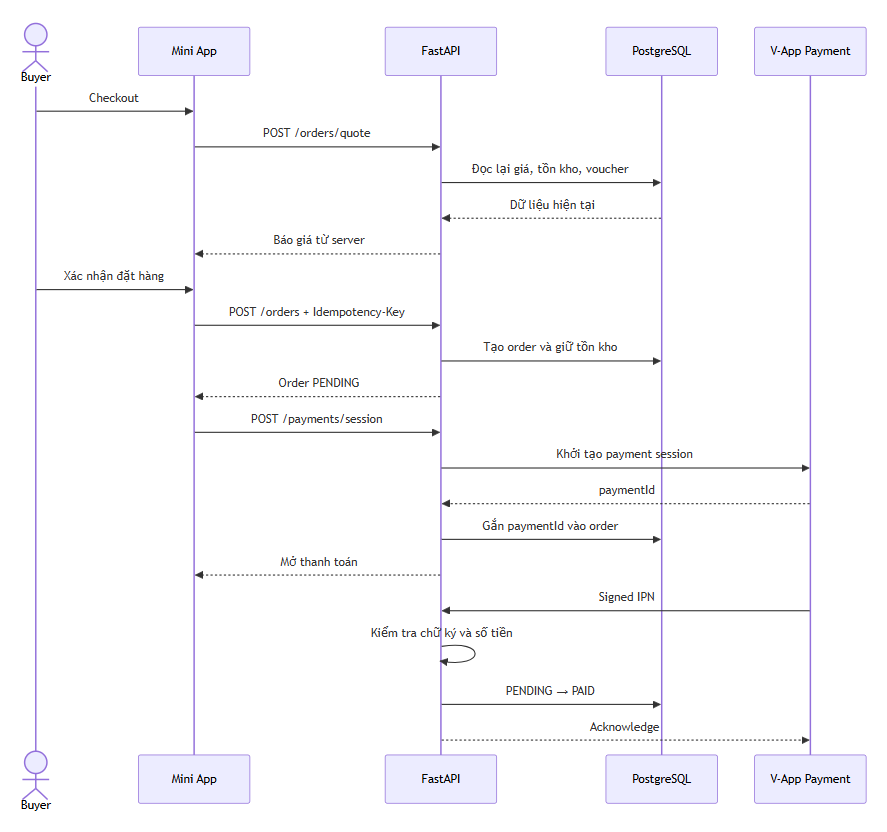 Buyer
Mini App
FastAPI
PostgreSQL
V-App Payment
Checkout
POST /orders/quote
Đọc lại giá, tồn kho, voucher
Dữ liệu hiện tại
Báo giá từ server
Xác nhận đặt hàng
POST /orders + Idempotency-Key
Tạo order và giữ tồn kho
Order PENDING
POST /payments/session
Khởi tạo payment session
paymentId
Gắn paymentId vào order
Mở thanh toán
Signed IPN
Kiểm tra chữ ký và số tiền
PENDING → PAID
Acknowledge
Buyer
Mini App
FastAPI
PostgreSQL
V-App Payment